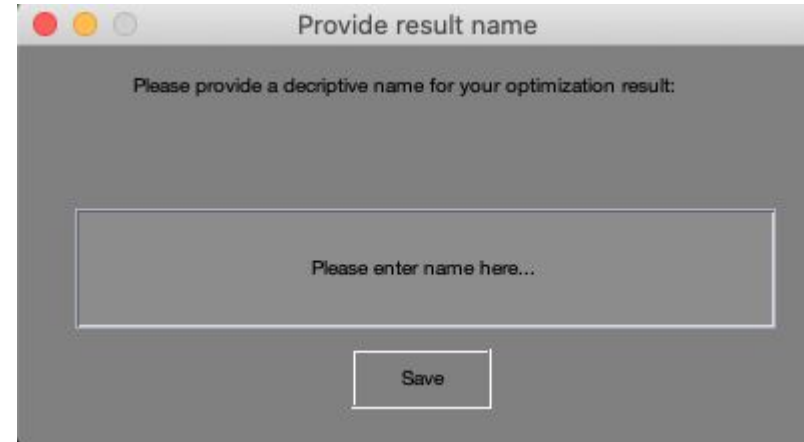 Provide result name
Please provide a decriptive name for your optimization result:
Please enter name here...
Save